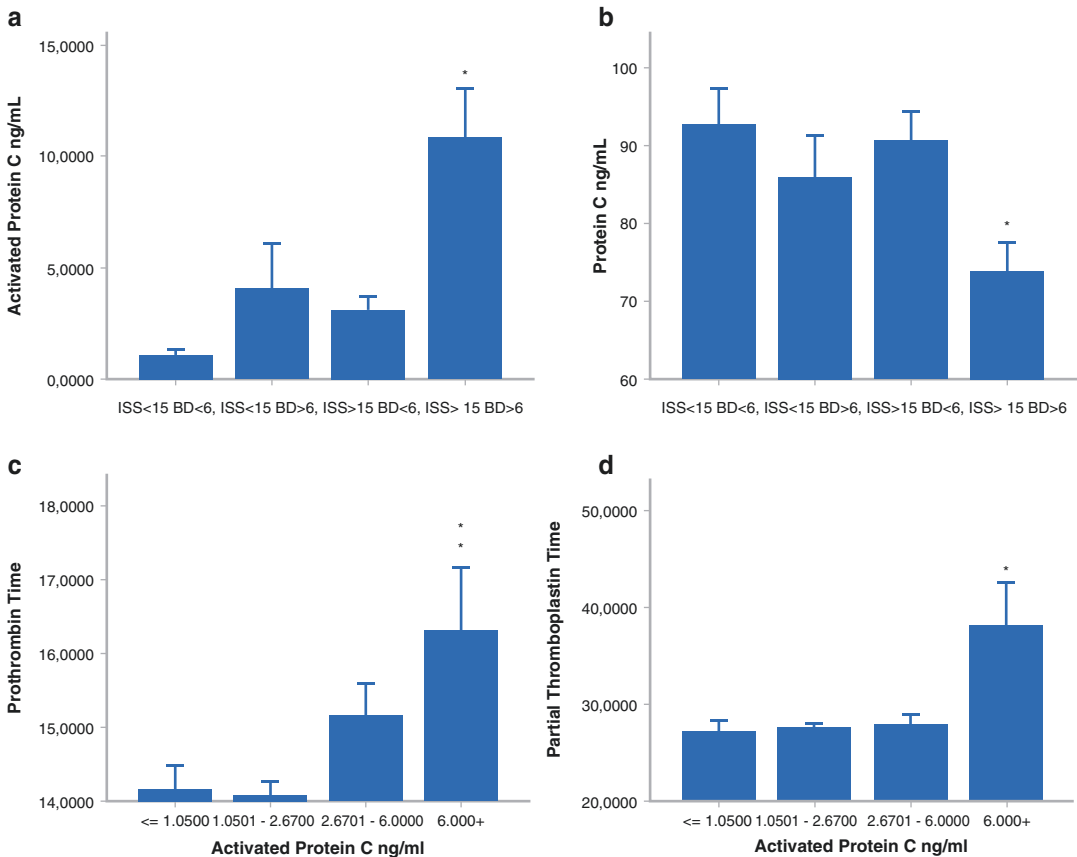 a
15,0000
10,0000
5,0000
0,0000
Activated Protein C ng/mL
*
ISS<15 BD<6, ISS<15 BD>6, ISS>15 BD<6, ISS> 15 BD>6
b
100
90
80
70
60
Protein C ng/mL
*
ISS<15 BD<6, ISS<15 BD>6, ISS>15 BD<6, ISS> 15 BD>6
c
18,0000
17,0000
16,0000
15,0000
14,0000
Prothrombin Time
*
*
<= 1.0500 1.0501 - 2.6700 2.6701 - 6.0000 6.000+
Activated Protein C ng/ml
d
50,0000
40,0000
30,0000
20,0000
Partial Thromboplastin Time
*
<= 1.0500 1.0501 - 2.6700 2.6701 - 6.0000 6.000+
Activated Protein C ng/ml